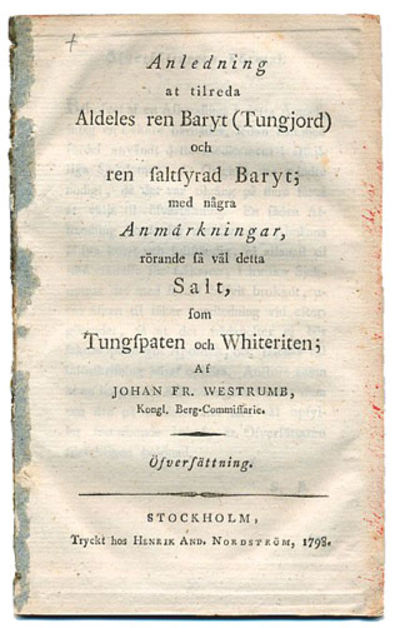 Anledning
at tilreda
Aldeles ren Baryt (Tungjord)
och
ren ſaltſyrad Baryt;
med några
Anmärkningar,
rörande ſå väl detta
Salt,
ſom
Tungſpaten och Whiteriten;
Af
JOHAN FR. WESTRUMB,
Kongl. Berg-Commiſſarie.
Öfverſättning.
STOCKHOLM,
Tryckt hos HENRIK AND. NORDSTRÖM, 1798.